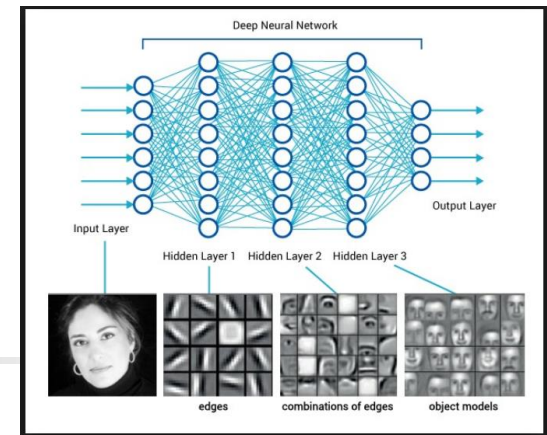 Deep Neural Network
Input Layer
Output Layer
Hidden Layer 1 Hidden Layer 2 Hidden Layer 3
edges combinations of edges object models